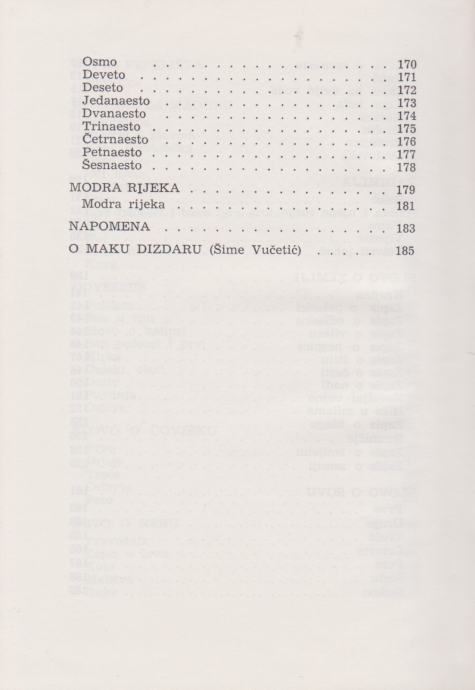 Osmo . . . . . . . . . . . . . . . . . . . 170
Deveto . . . . . . . . . . . . . . . . . . 171
Deseto . . . . . . . . . . . . . . . . . . 172
Jedanaesto . . . . . . . . . . . . . . . . 173
Dvanaesto . . . . . . . . . . . . . . . . 174
Trinaesto . . . . . . . . . . . . . . . . . 175
Četrnaesto . . . . . . . . . . . . . . . . 176
Petnaesto . . . . . . . . . . . . . . . . . 177
Šesnaesto . . . . . . . . . . . . . . . . . 178
MODRA RIJEKA . . . . . . . . . . . . . . 179
Modra rijeka . . . . . . . . . . . . . . . 181
NAPOMENA . . . . . . . . . . . . . . . . 183
O MAKU DIZDARU (Šime Vučetić) . . . . . 185